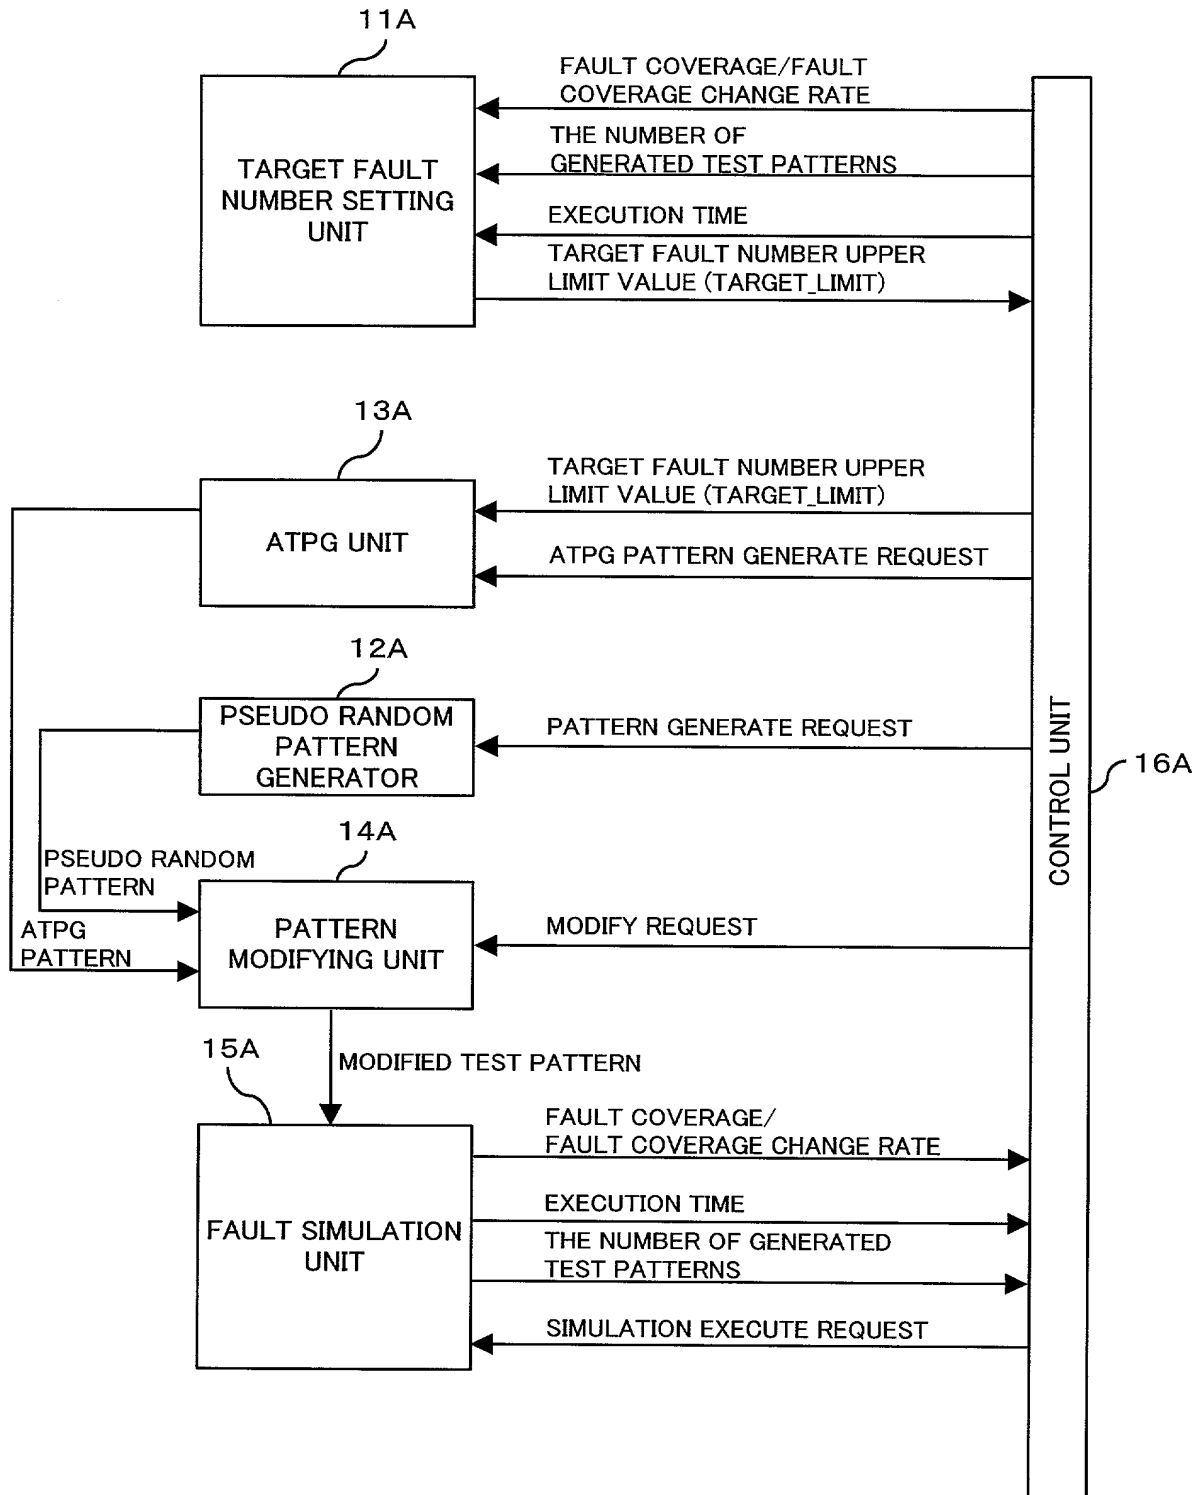 11A
FAULT COVERAGE/FAULT
COVERAGE CHANGE RATE
THE NUMBER OF
GENERATED TEST PATTERNS
TARGET FAULT
NUMBER SETTING
UNIT
EXECUTION TIME
TARGET FAULT NUMBER UPPER
LIMIT VALUE (TARGET_LIMIT)
13A
TARGET FAULT NUMBER UPPER
LIMIT VALUE (TARGET_LIMIT)
ATPG UNIT
ATPG PATTERN GENERATE REQUEST
12A
PSEUDO RANDOM
PATTERN
GENERATOR
PATTERN GENERATE REQUEST
CONTROL UNIT
16A
14A
PSEUDO RANDOM
PATTERN
ATPG
PATTERN
PATTERN
MODIFYING UNIT
MODIFY REQUEST
15A
MODIFIED TEST PATTERN
FAULT COVERAGE/
FAULT COVERAGE CHANGE RATE
FAULT SIMULATION
UNIT
EXECUTION TIME
THE NUMBER OF GENERATED
TEST PATTERNS
SIMULATION EXECUTE REQUEST